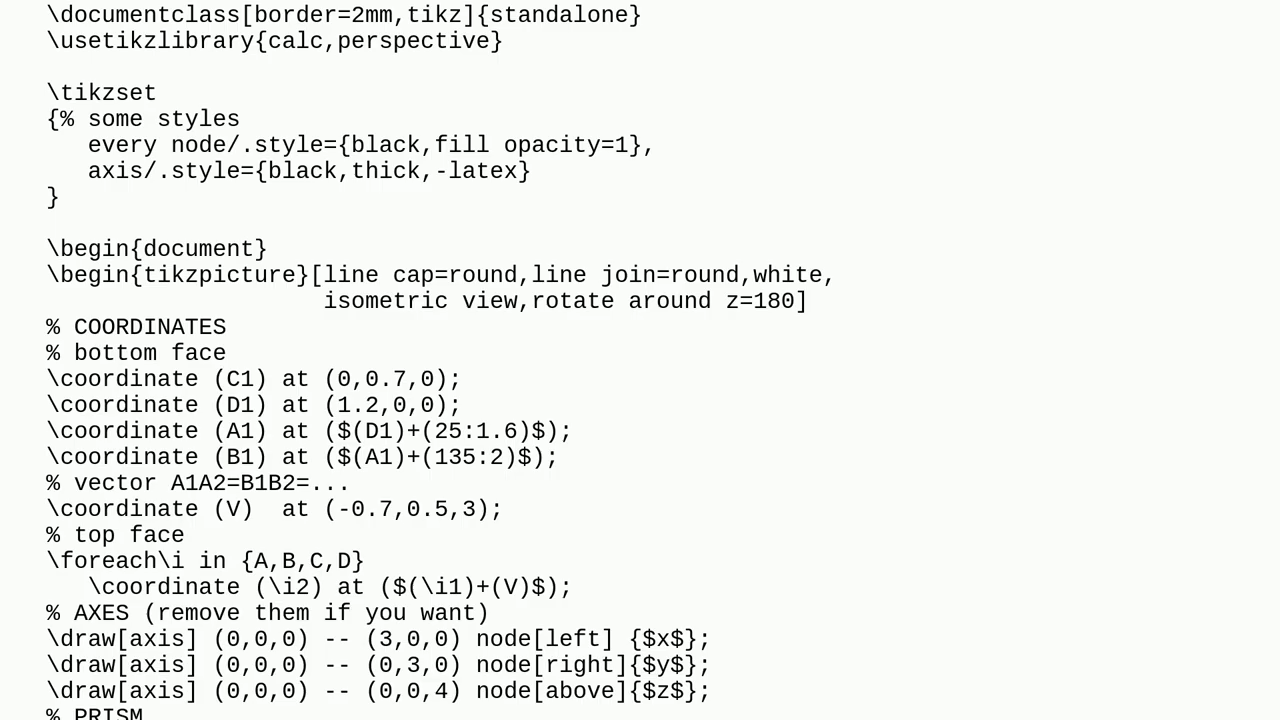 \documentclass[border=2mm,tikz]{standalone}
\usetikzlibrary{calc,perspective}

\tikzset
{% some styles
   every node/.style={black,fill opacity=1},
   axis/.style={black,thick,-latex}
}

\begin{document}
\begin{tikzpicture}[line cap=round,line join=round,white,
                    isometric view,rotate around z=180]
% COORDINATES
% bottom face
\coordinate (C1) at (0,0.7,0);
\coordinate (D1) at (1.2,0,0);
\coordinate (A1) at ($(D1)+(25:1.6)$);
\coordinate (B1) at ($(A1)+(135:2)$);
% vector A1A2=B1B2=...
\coordinate (V)  at (-0.7,0.5,3);
% top face
\foreach\i in {A,B,C,D}
   \coordinate (\i2) at ($(\i1)+(V)$);
% AXES (remove them if you want)
\draw[axis] (0,0,0) -- (3,0,0) node[left] {$x$};
\draw[axis] (0,0,0) -- (0,3,0) node[right]{$y$};
\draw[axis] (0,0,0) -- (0,0,4) node[above]{$z$};
% PRISM